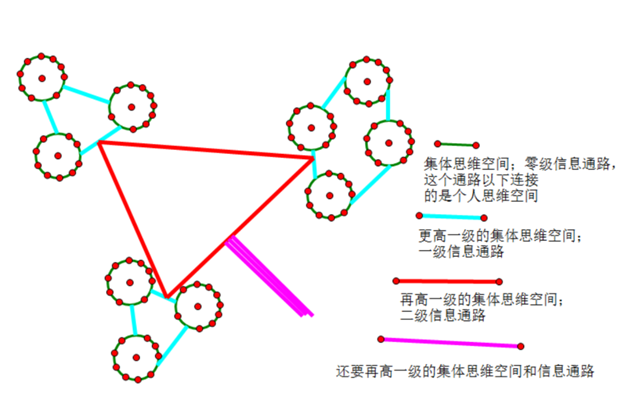 集体思维空间；零级信息通路，
这个通路以下连接
的是个人思维空间
更高一级的集体思维空间；
一级信息通路
再高一级的集体思维空间；
二级信息通路
还要再高一级的集体思维空间和信息通路